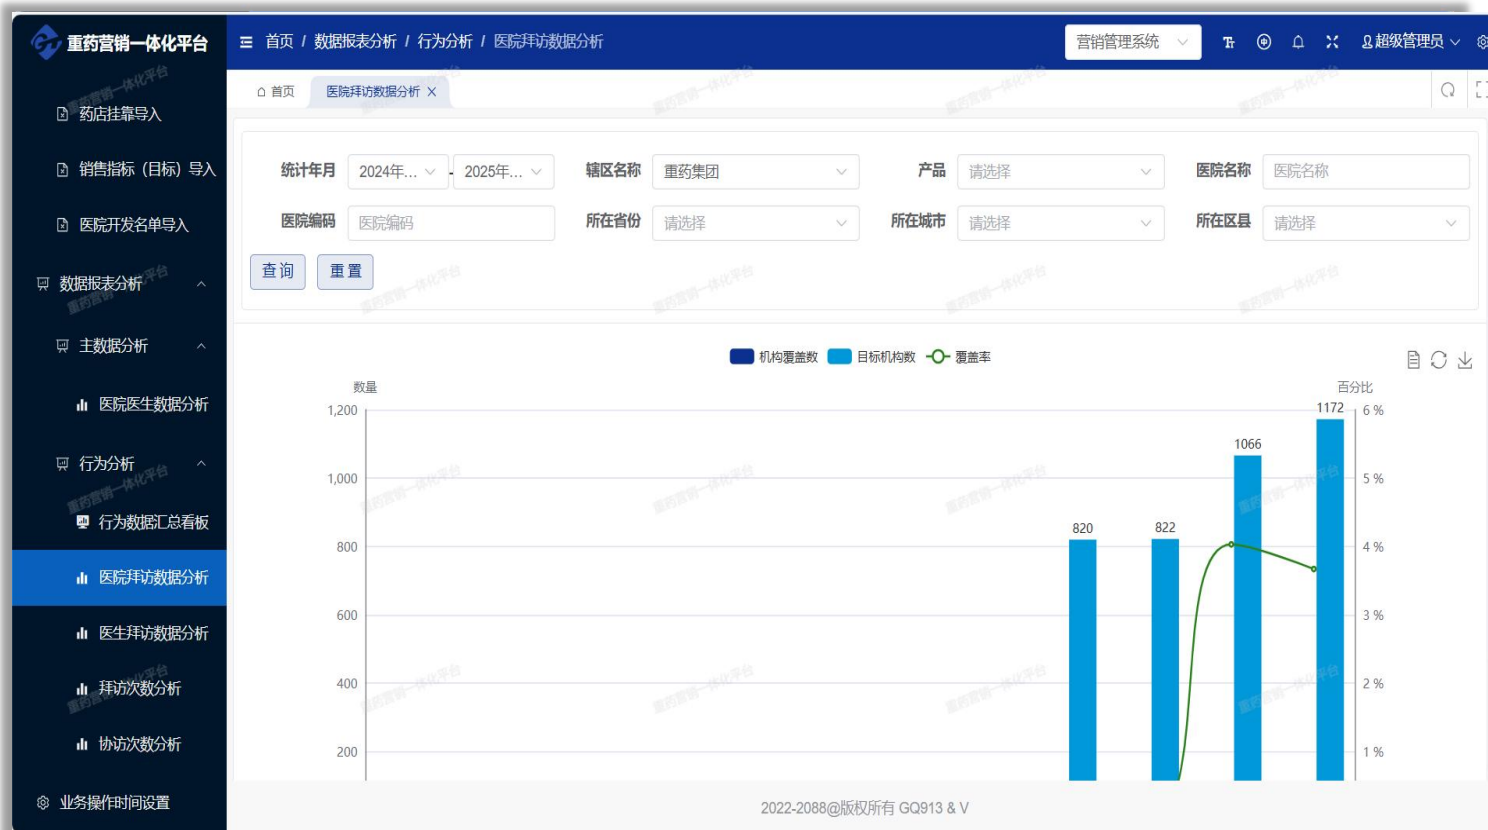 重药营销一体化平台
首页 / 数据报表分析 / 行为分析 / 医院拜访数据分析
营销管理系统
超级管理员
药店挂靠导入
销售指标（目标）导入
医院开发名单导入
数据报表分析
主数据分析
医院医生数据分析
行为分析
行为数据汇总看板
医院拜访数据分析
医生拜访数据分析
拜访次数分析
协访次数分析
业务操作时间设置
首页
医院拜访数据分析
统计年月 2024年... - 2025年... 辖区名称 重药集团 产品 请选择 医院名称 医院名称
医院编码 医院编码 所在省份 请选择 所在城市 请选择 所在区县 请选择
查询 重置
机构覆盖数 目标机构数 覆盖率
数量 百分比
1,200 1172 6 %
1066
1,000 5 %
820 822
800 4 %
600 3 %
400 2 %
200 1 %
2022-2088@版权所有 GQ913 & V
重药营销一体化平台